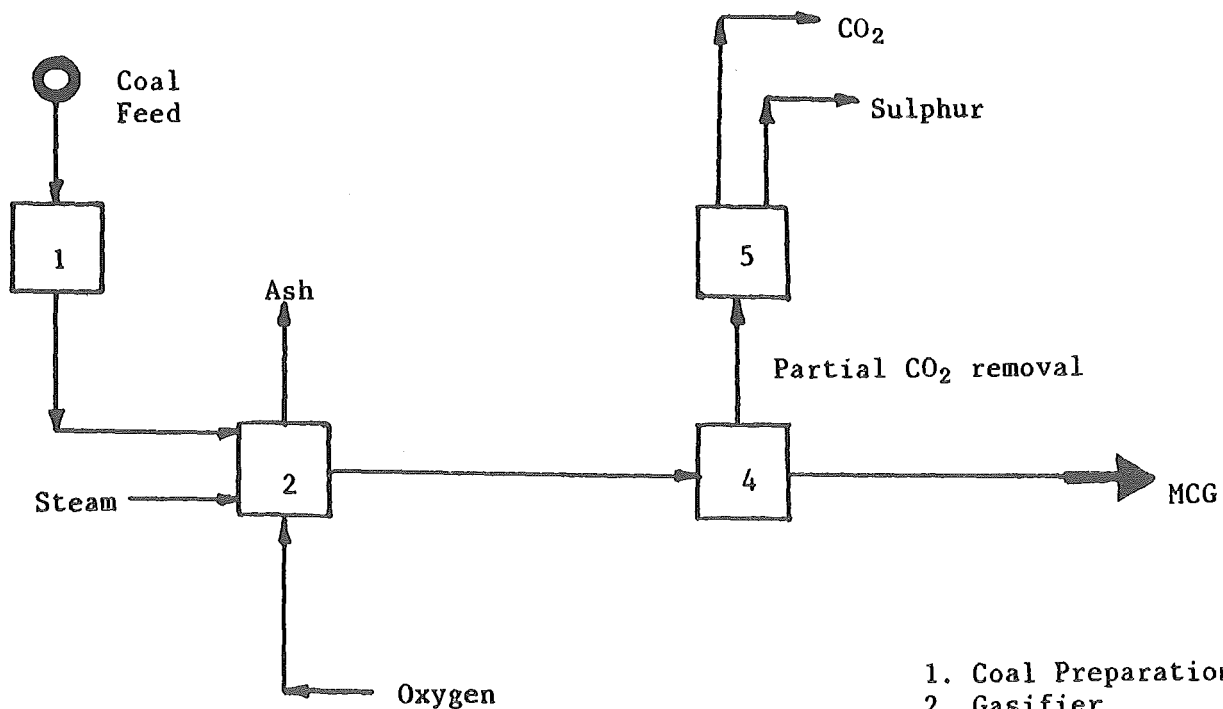 CO₂
Coal
Feed
Sulphur
1
5
Ash
Partial CO₂ removal
Steam
2
4
MCG
Oxygen
1. Coal Preparation
2. Gasifier